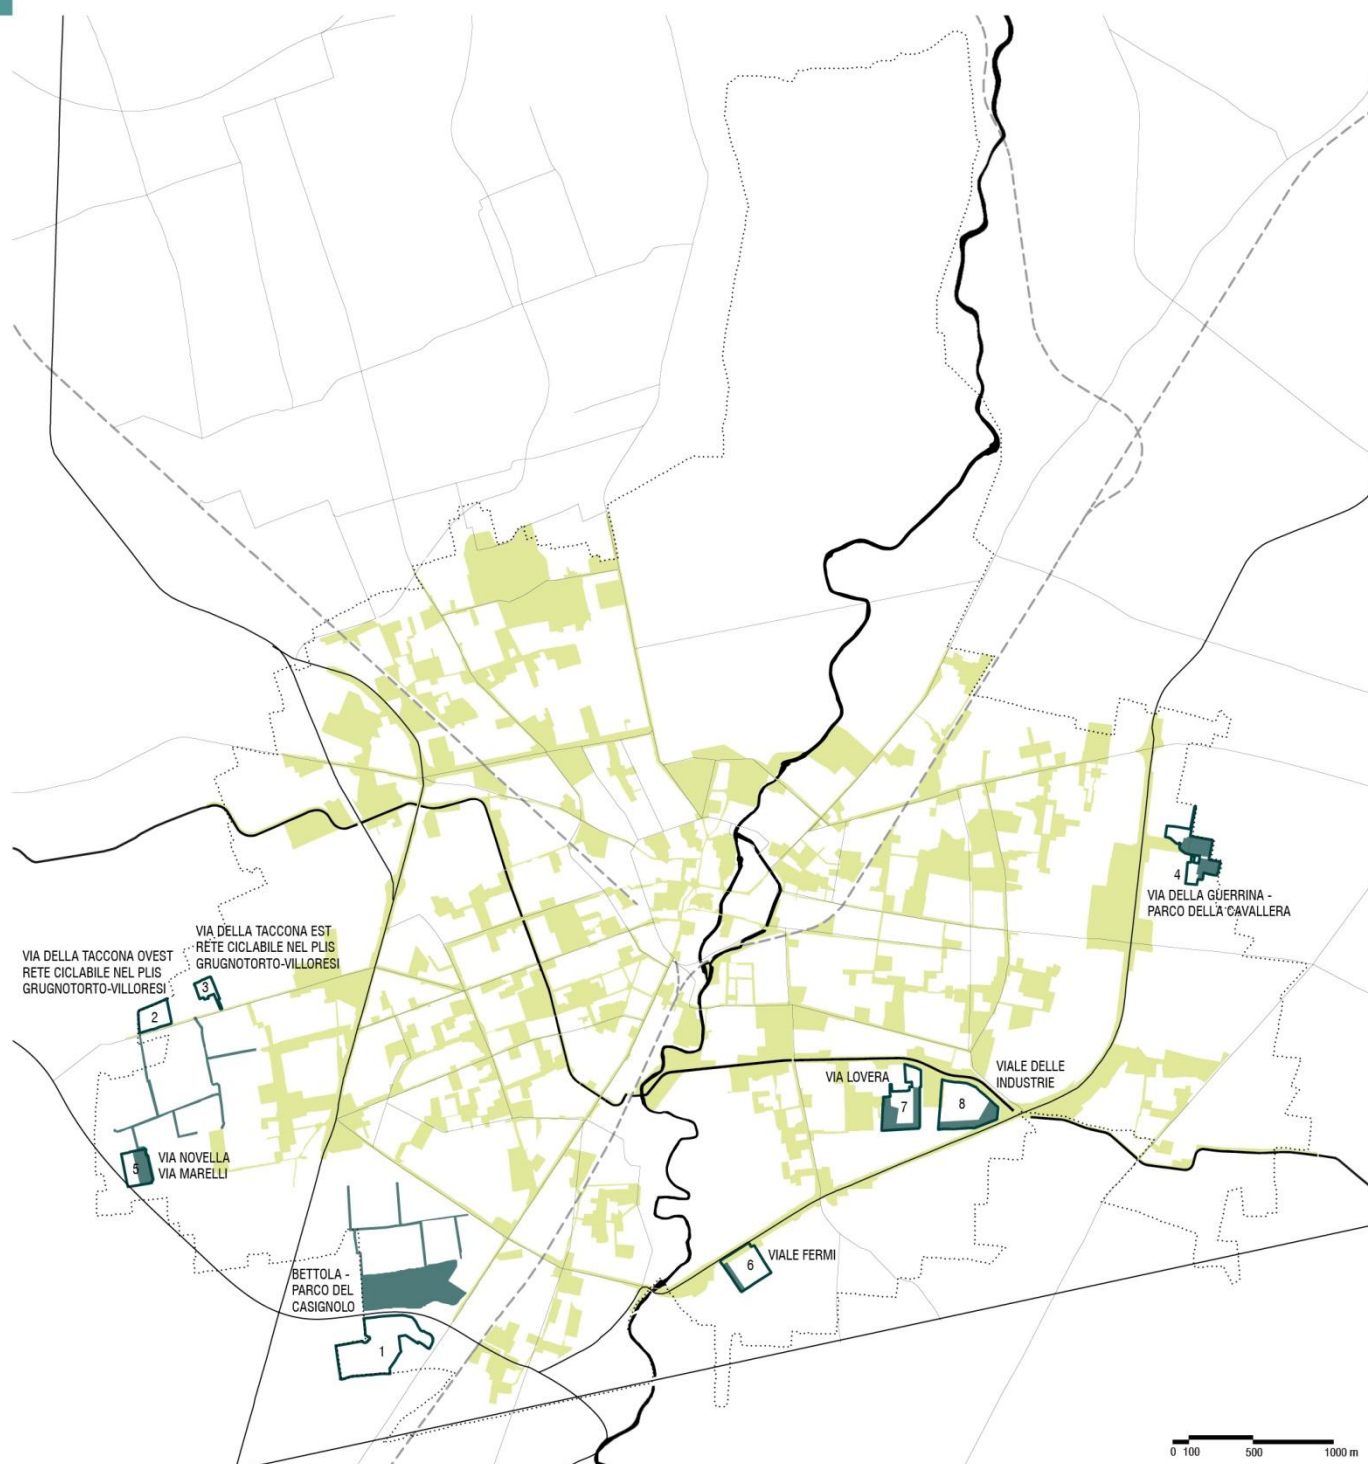 4
VIA DELLA GUERRINA -
PARCO DELLA CAVALLERA
VIA DELLA TACCONA EST
RETE CICLABILE NEL PLIS
GRUGNOTORTO-VILLORESI
3
VIA DELLA TACCONA OVEST
RETE CICLABILE NEL PLIS
GRUGNOTORTO-VILLORESI
2
VIA LOVERA
7
8
VIALE DELLE
INDUSTRIE
5
VIA NOVELLA
VIA MARELLI
6
VIALE FERMI
BETTOLA -
PARCO DEL
CASIGNOLO
1
0 100 500 1000 m